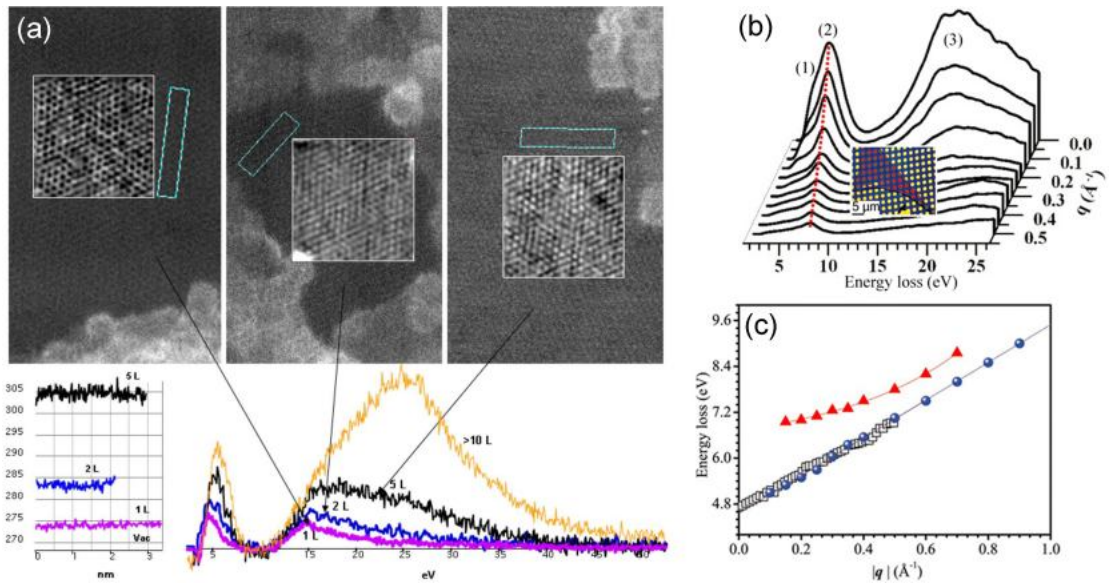 (a)
305
300
295
290
285
280
275
270
5 L
2 L
1 L
Vac
0 1 2 3
nm
>10 L
5 L
2 L
1 L
5 15 20 25 30 35 40 45 50
eV
(b)
(1)
(2)
(3)
5 μm
0.0
0.1
0.2
0.3
0.4
0.5
q (Å⁻¹)
5 10 15 20 25
Energy loss (eV)
(c)
9.6
8.4
7.2
6.0
4.8
Energy loss (eV)
0.0 0.2 0.4 0.6 0.8 1.0
|q| (Å⁻¹)